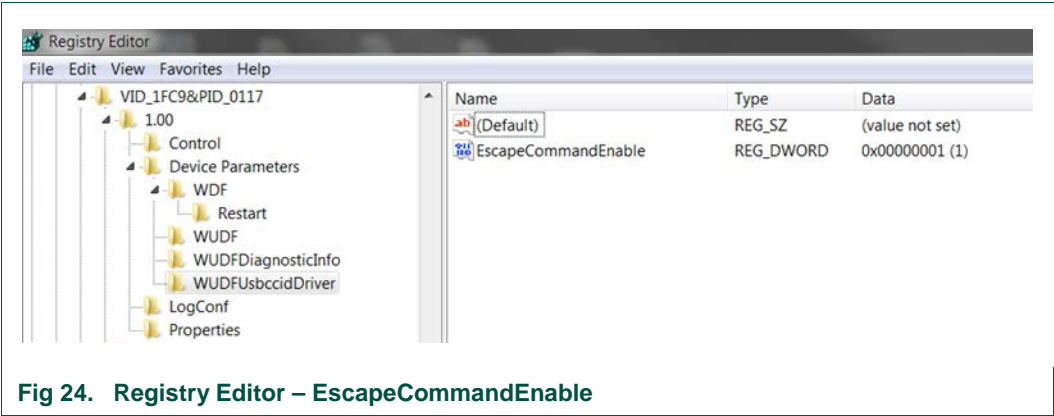 Registry Editor
File Edit View Favorites Help
VID_1FC9&PID_0117
1.00
Control
Device Parameters
WDF
Restart
WUDF
WUDFDiagnosticInfo
WUDFUsbccidDriver
LogConf
Properties
Name Type Data
(Default) REG_SZ (value not set)
EscapeCommandEnable REG_DWORD 0x00000001 (1)
Fig 24. Registry Editor – EscapeCommandEnable